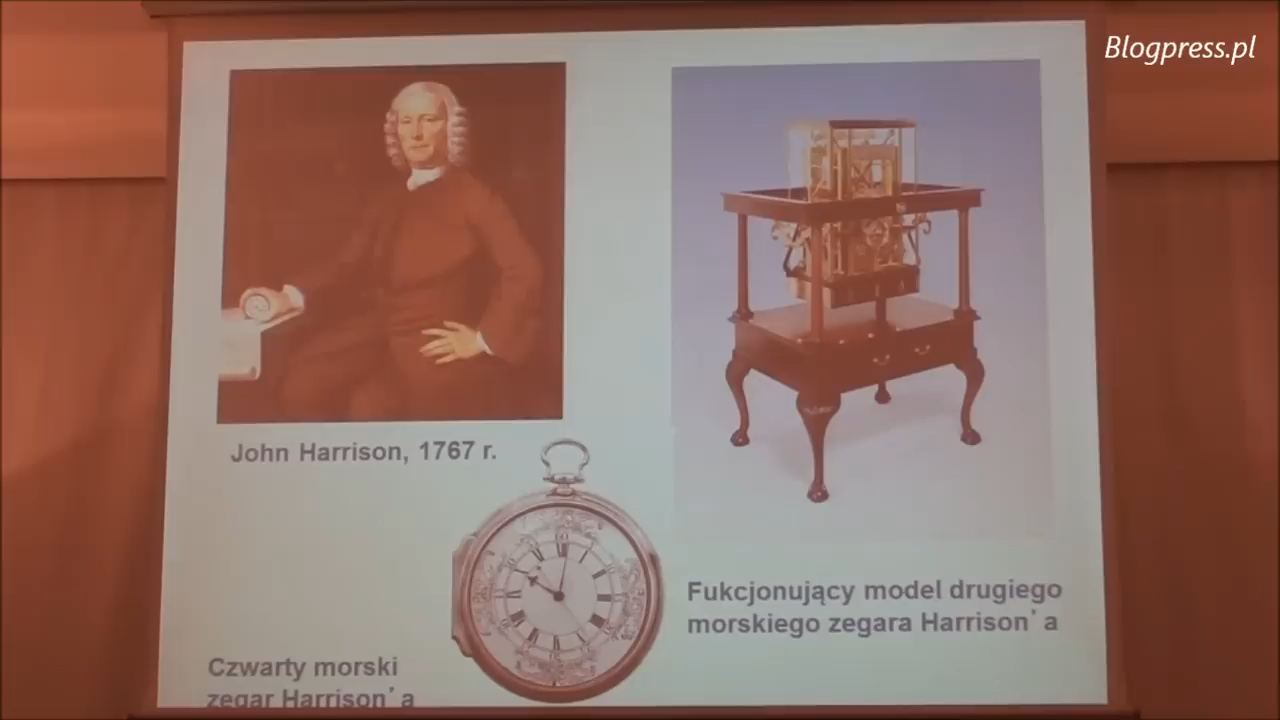 Blogpress.pl
John Harrison, 1767 r.
Fukcjonujący model drugiego
morskiego zegara Harrison’ a
Czwarty morski
zegar Harrison’ a